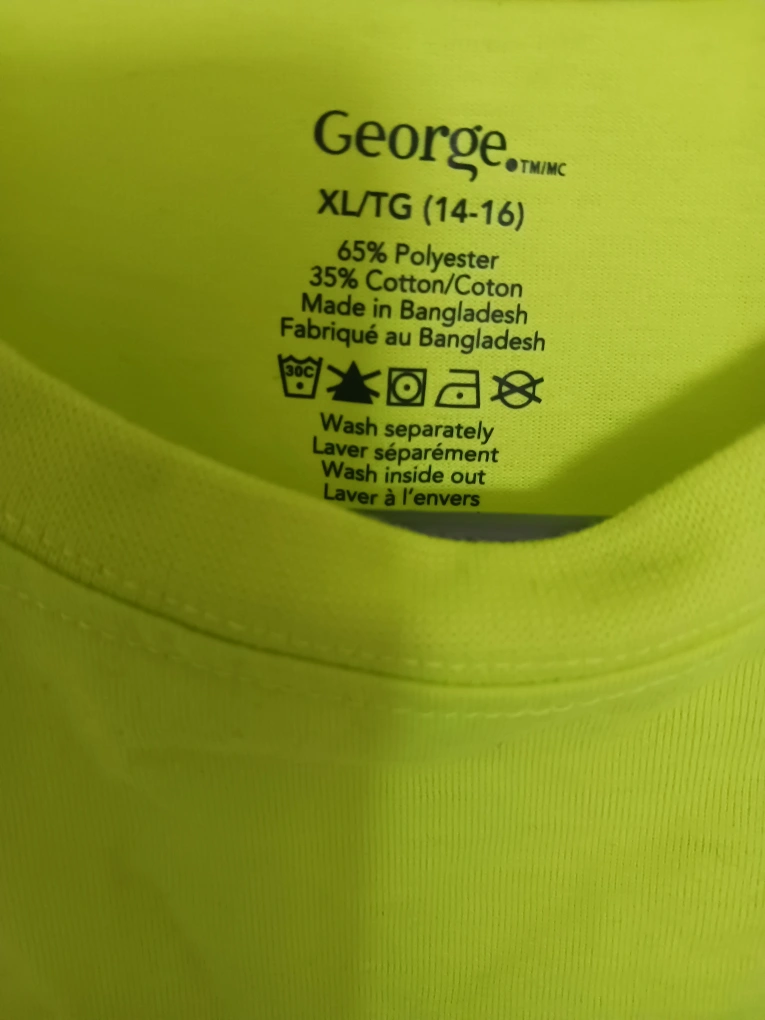 George.TM/MC
XL/TG (14-16)
65% Polyester
35% Cotton/Coton
Made in Bangladesh
Fabriqué au Bangladesh
30C
Wash separately
Laver séparément
Wash inside out
Laver à l'envers